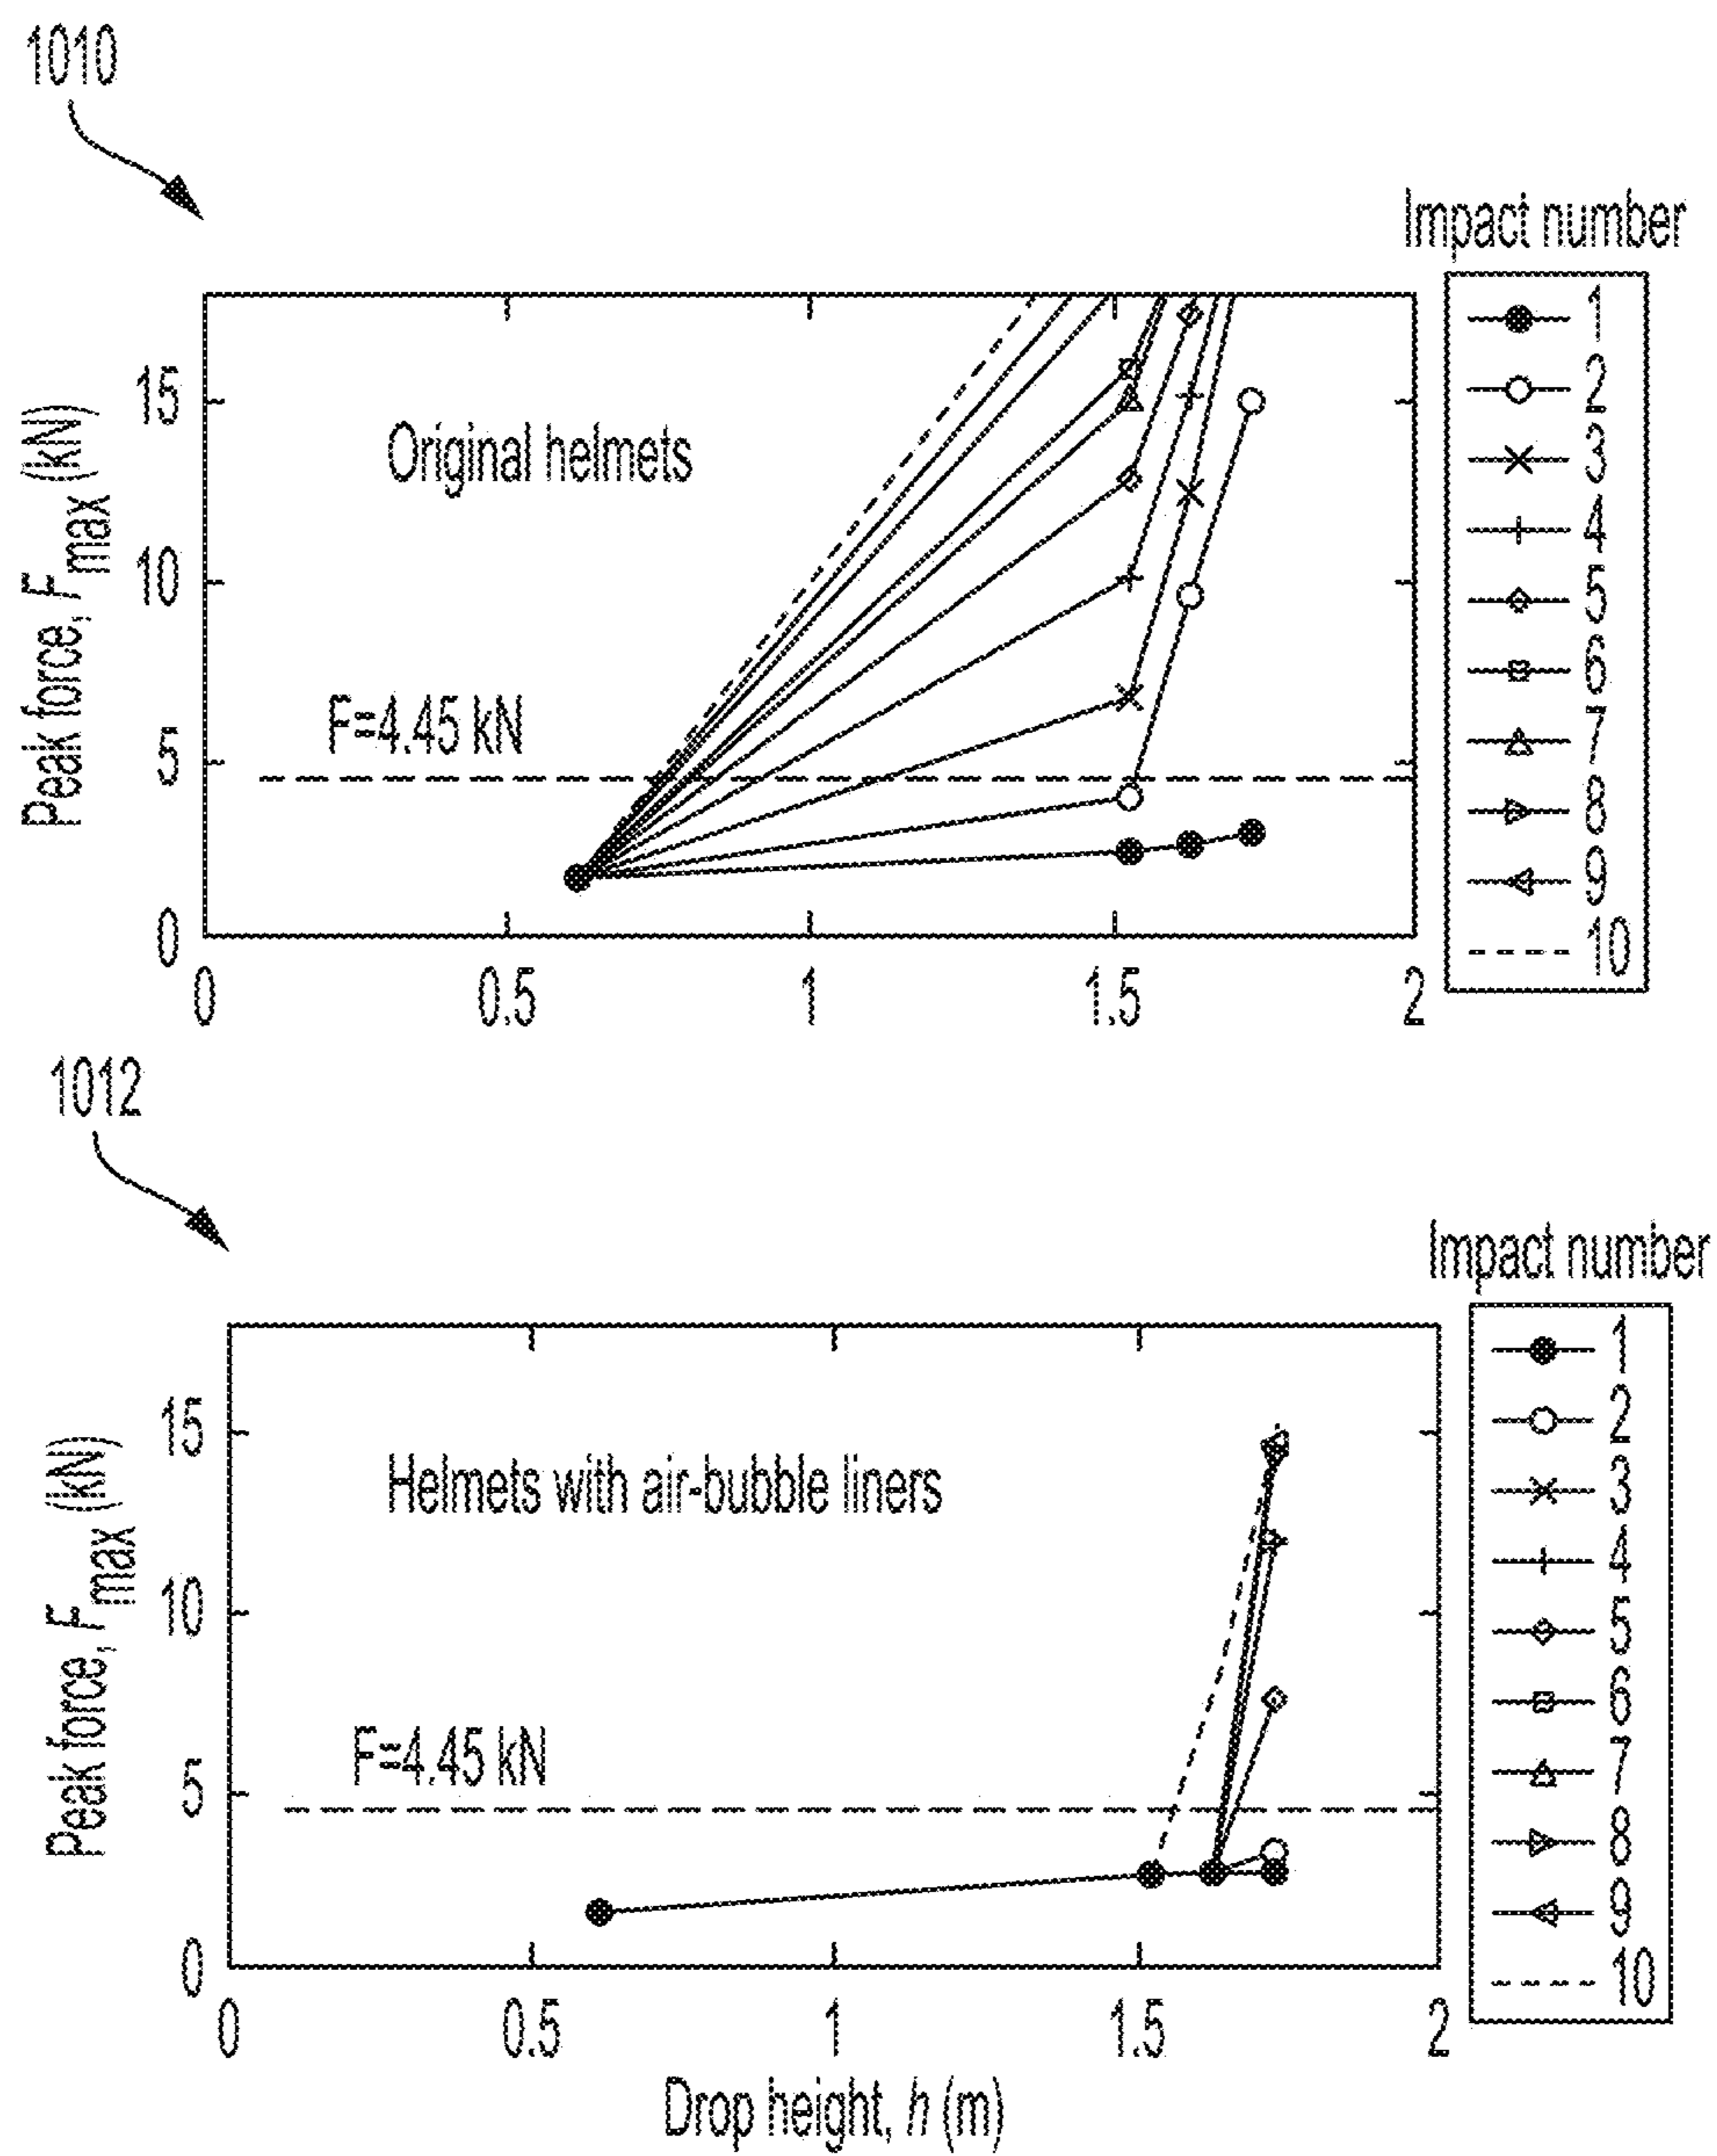 1010
Impact number
1
2
3
4
5
6
7
8
9
10
Original helmets
F=4.45 kN
Peak force, Fmax (kN)
15
10
5
0
0 0.5 1 1.5 2
1012
Impact number
1
2
3
4
5
6
7
8
9
10
Helmets with air-bubble liners
F=4.45 kN
Peak force, Fmax (kN)
15
10
5
0
0 0.5 1 1.5 2
Drop height, h (m)